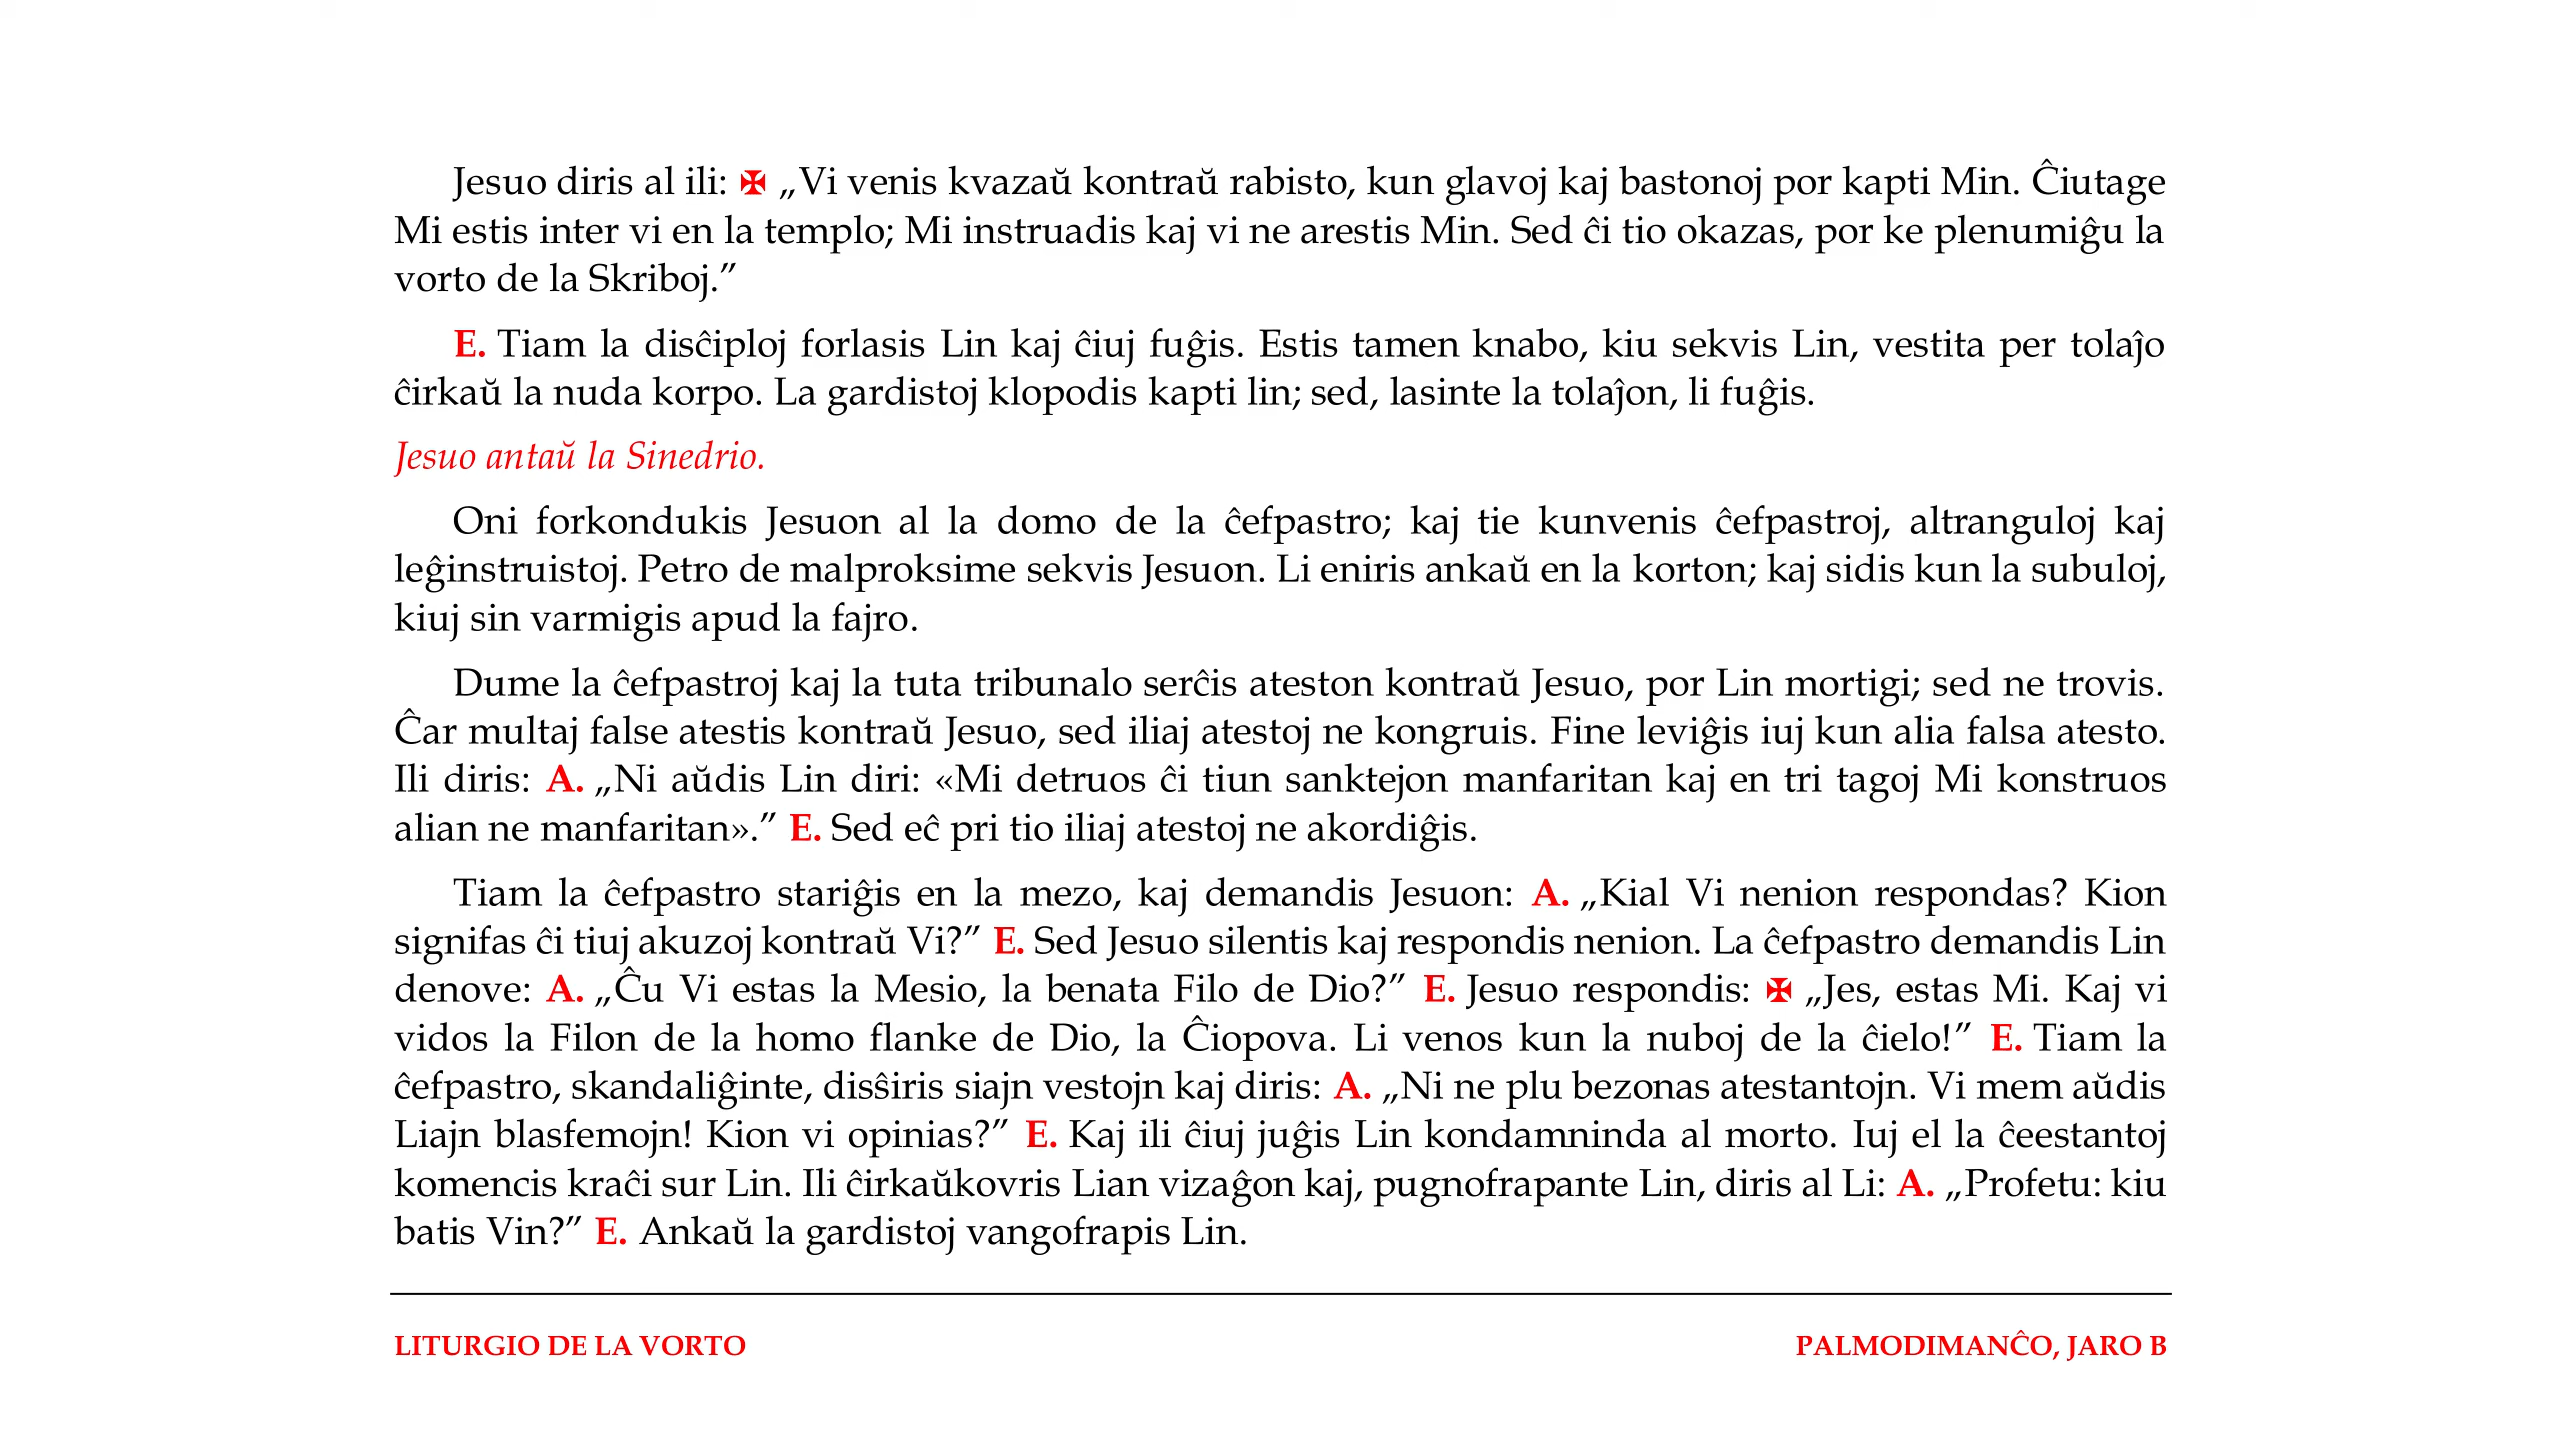 Jesuo diris al ili: ✠ „Vi venis kvazaŭ kontraŭ rabisto, kun glavoj kaj bastonoj por kapti Min. Ĉiutage
Mi estis inter vi en la templo; Mi instruadis kaj vi ne arestis Min. Sed ĉi tio okazas, por ke plenumiĝu la
vorto de la Skriboj.”
E. Tiam la disĉiploj forlasis Lin kaj ĉiuj fuĝis. Estis tamen knabo, kiu sekvis Lin, vestita per tolaĵo
ĉirkaŭ la nuda korpo. La gardistoj klopodis kapti lin; sed, lasinte la tolaĵon, li fuĝis.
Jesuo antaŭ la Sinedrio.
Oni forkondukis Jesuon al la domo de la ĉefpastro; kaj tie kunvenis ĉefpastroj, altranguloj kaj
leĝinstruistoj. Petro de malproksime sekvis Jesuon. Li eniris ankaŭ en la korton; kaj sidis kun la subuloj,
kiuj sin varmigis apud la fajro.
Dume la ĉefpastroj kaj la tuta tribunalo serĉis ateston kontraŭ Jesuo, por Lin mortigi; sed ne trovis.
Ĉar multaj false atestis kontraŭ Jesuo, sed iliaj atestoj ne kongruis. Fine leviĝis iuj kun alia falsa atesto.
Ili diris: A. „Ni aŭdis Lin diri: «Mi detruos ĉi tiun sanktejon manfaritan kaj en tri tagoj Mi konstruos
alian ne manfaritan».” E. Sed eĉ pri tio iliaj atestoj ne akordiĝis.
Tiam la ĉefpastro stariĝis en la mezo, kaj demandis Jesuon: A. „Kial Vi nenion respondas? Kion
signifas ĉi tiuj akuzoj kontraŭ Vi?” E. Sed Jesuo silentis kaj respondis nenion. La ĉefpastro demandis Lin
denove: A. „Ĉu Vi estas la Mesio, la benata Filo de Dio?” E. Jesuo respondis: ✠ „Jes, estas Mi. Kaj vi
vidos la Filon de la homo flanke de Dio, la Ĉiopova. Li venos kun la nuboj de la ĉielo!” E. Tiam la
ĉefpastro, skandaliĝinte, disŝiris siajn vestojn kaj diris: A. „Ni ne plu bezonas atestantojn. Vi mem aŭdis
Liajn blasfemojn! Kion vi opinias?” E. Kaj ili ĉiuj juĝis Lin kondamninda al morto. Iuj el la ĉeestantoj
komencis kraĉi sur Lin. Ili ĉirkaŭkovris Lian vizaĝon kaj, pugnofrapante Lin, diris al Li: A. „Profetu: kiu
batis Vin?” E. Ankaŭ la gardistoj vangofrapis Lin.
LITURGIO DE LA VORTO
PALMODIMANĈO, JARO B